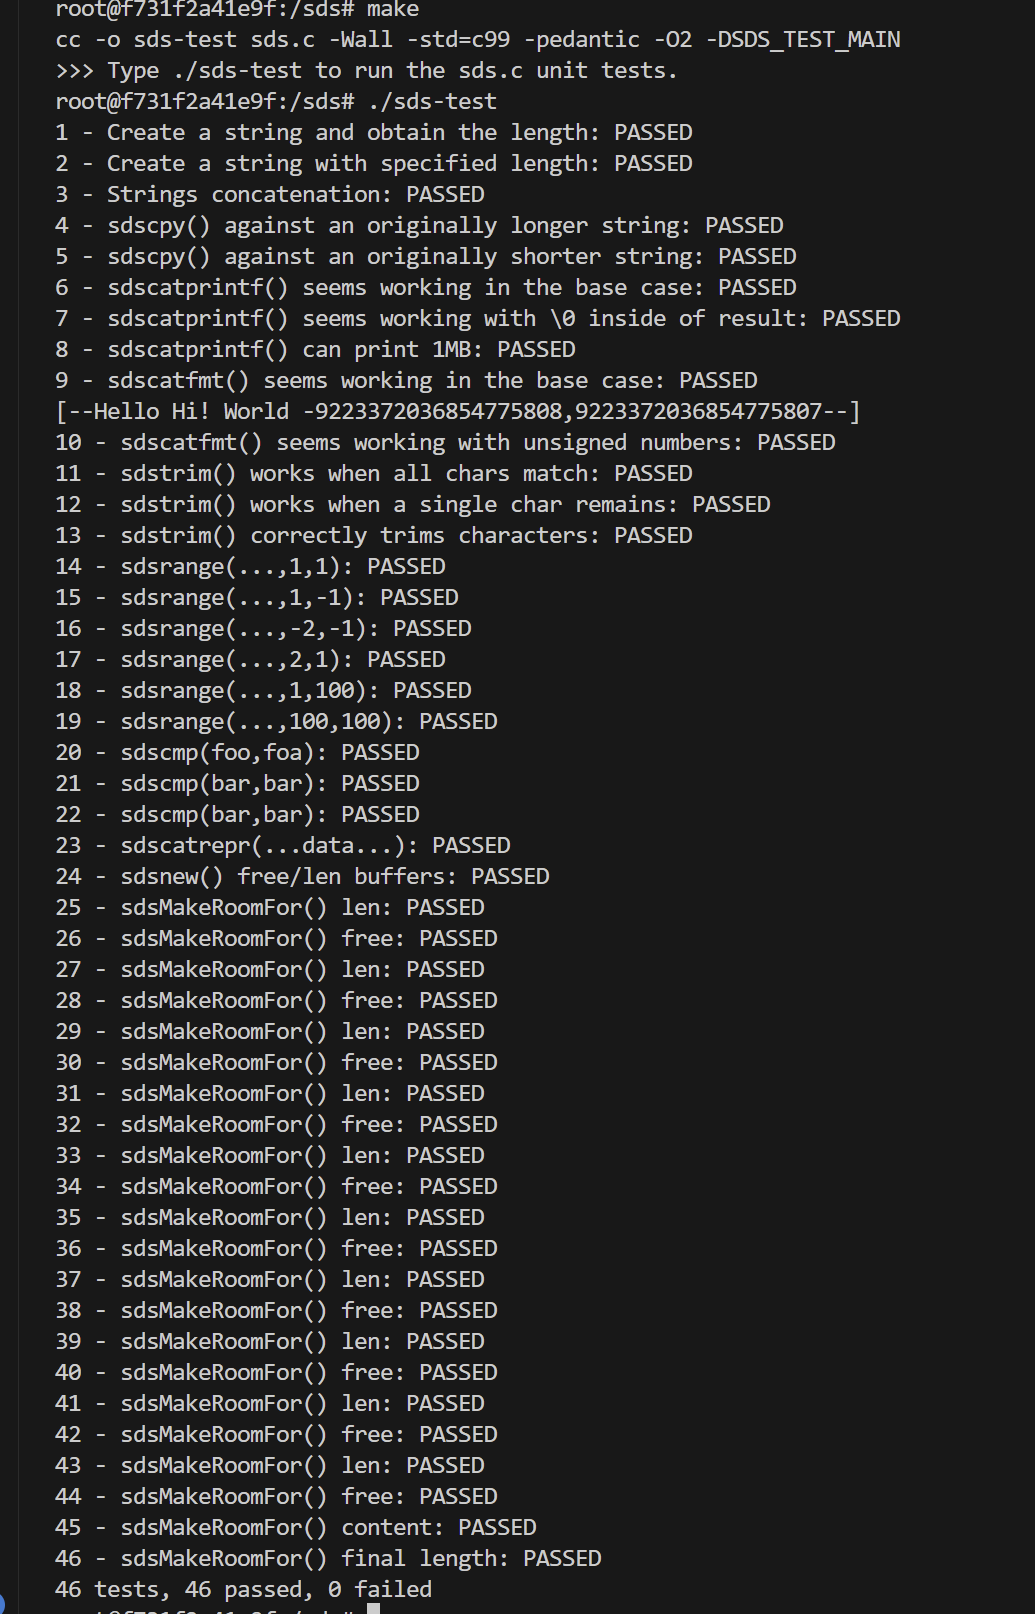 root@f731f2a41e9f:/sds# make
cc -o sds-test sds.c -Wall -std=c99 -pedantic -O2 -DSDS_TEST_MAIN
>>> Type ./sds-test to run the sds.c unit tests.
root@f731f2a41e9f:/sds# ./sds-test
1 - Create a string and obtain the length: PASSED
2 - Create a string with specified length: PASSED
3 - Strings concatenation: PASSED
4 - sdscpy() against an originally longer string: PASSED
5 - sdscpy() against an originally shorter string: PASSED
6 - sdscatprintf() seems working in the base case: PASSED
7 - sdscatprintf() seems working with \0 inside of result: PASSED
8 - sdscatprintf() can print 1MB: PASSED
9 - sdscatfmt() seems working in the base case: PASSED
[--Hello Hi! World -9223372036854775808,9223372036854775807--]
10 - sdscatfmt() seems working with unsigned numbers: PASSED
11 - sdstrim() works when all chars match: PASSED
12 - sdstrim() works when a single char remains: PASSED
13 - sdstrim() correctly trims characters: PASSED
14 - sdsrange(...,1,1): PASSED
15 - sdsrange(...,1,-1): PASSED
16 - sdsrange(...,-2,-1): PASSED
17 - sdsrange(...,2,1): PASSED
18 - sdsrange(...,1,100): PASSED
19 - sdsrange(...,100,100): PASSED
20 - sdscmp(foo,foa): PASSED
21 - sdscmp(bar,bar): PASSED
22 - sdscmp(bar,bar): PASSED
23 - sdscatrepr(...data...): PASSED
24 - sdsnew() free/len buffers: PASSED
25 - sdsMakeRoomFor() len: PASSED
26 - sdsMakeRoomFor() free: PASSED
27 - sdsMakeRoomFor() len: PASSED
28 - sdsMakeRoomFor() free: PASSED
29 - sdsMakeRoomFor() len: PASSED
30 - sdsMakeRoomFor() free: PASSED
31 - sdsMakeRoomFor() len: PASSED
32 - sdsMakeRoomFor() free: PASSED
33 - sdsMakeRoomFor() len: PASSED
34 - sdsMakeRoomFor() free: PASSED
35 - sdsMakeRoomFor() len: PASSED
36 - sdsMakeRoomFor() free: PASSED
37 - sdsMakeRoomFor() len: PASSED
38 - sdsMakeRoomFor() free: PASSED
39 - sdsMakeRoomFor() len: PASSED
40 - sdsMakeRoomFor() free: PASSED
41 - sdsMakeRoomFor() len: PASSED
42 - sdsMakeRoomFor() free: PASSED
43 - sdsMakeRoomFor() len: PASSED
44 - sdsMakeRoomFor() free: PASSED
45 - sdsMakeRoomFor() content: PASSED
46 - sdsMakeRoomFor() final length: PASSED
46 tests, 46 passed, 0 failed